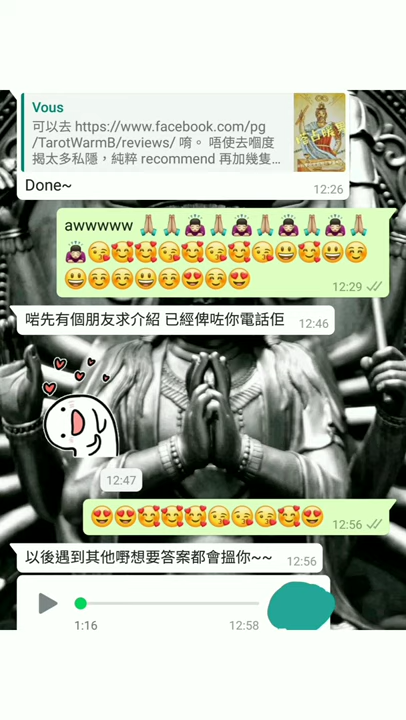 Vous
可以去 https://www.facebook.com/pg
/TarotWarmB/reviews/ 嗰。 唔使去嗰度
揭太多私隱，純粹 recommend 再加幾隻…
Done~
12:26
awwwww 🙏🏼🙏🏼🙇🏻🙏🏼🙇🏻🙏🏼🙇🏻🙏🏼🙇🏻🙏🏼
🙇🏻😘🥰🥰😘🥰😘🥰😘😃🥰😃☺️
😃☺️☺️😃☺️😍☺️😍
12:29
啱先有個朋友求介紹 已經俾咗你電話佢
12:46
12:47
😍😍🥰🥰🥰😘😘😘🥰😍
12:56
以後遇到其他嘢想要答案都會搵你~~
12:56
1:16
12:58